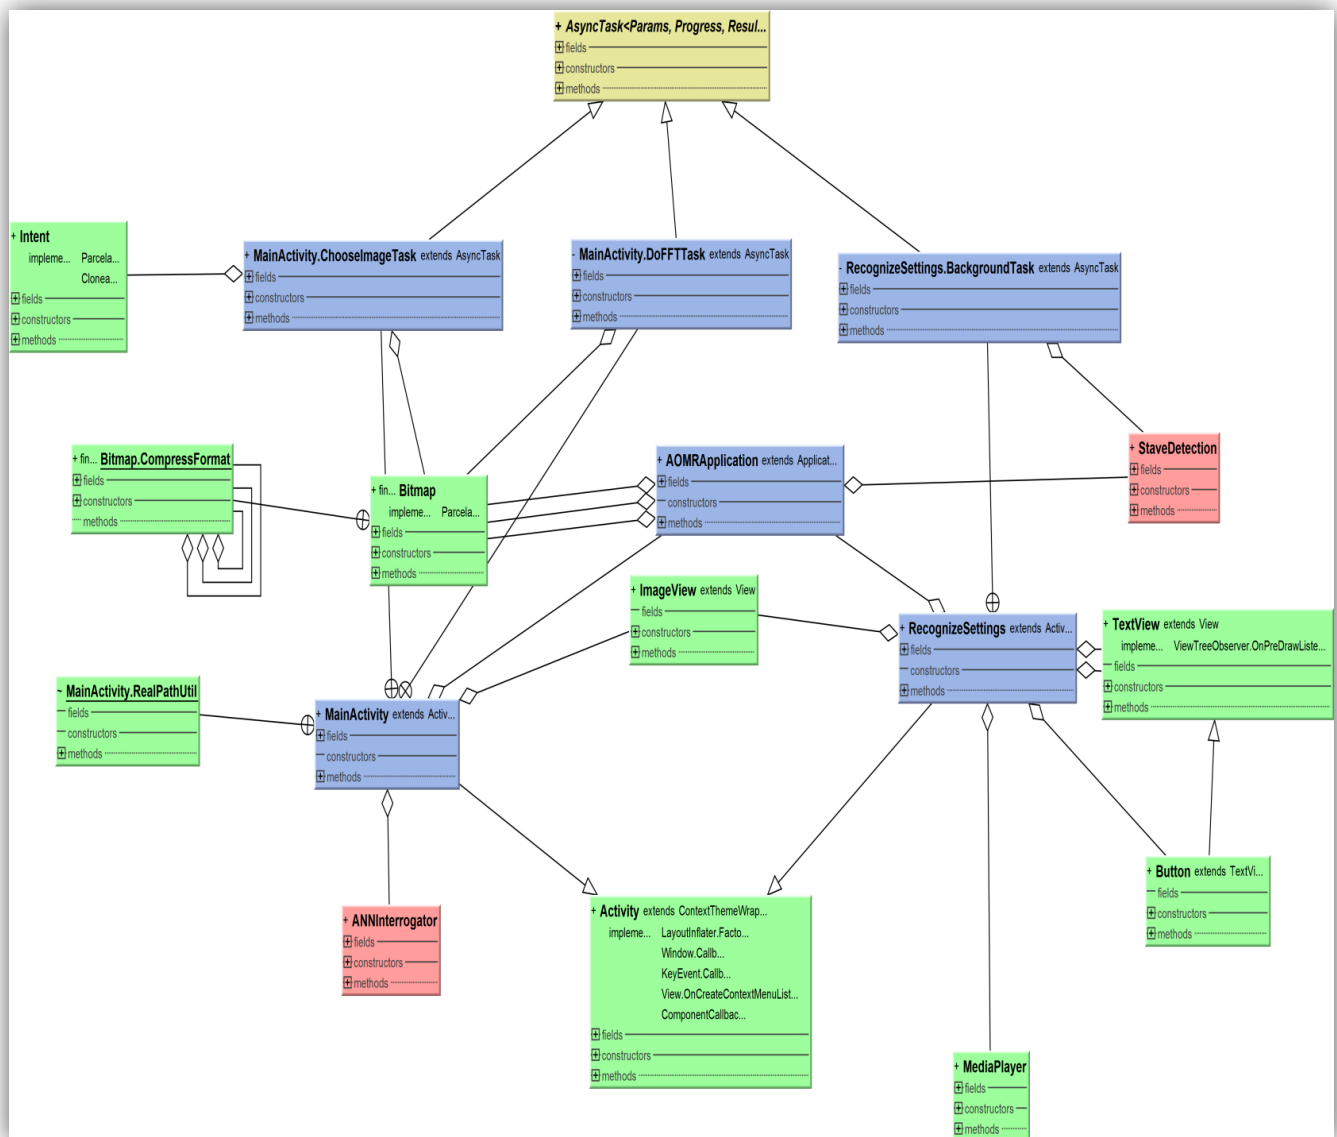 + AsyncTask<Params, Progress, Resul...
fields
constructors
methods
+ Intent
impleme... Parcela...
Clonea...
fields
constructors
methods
+ MainActivity.ChooseImageTask extends AsyncTask
fields
constructors
methods
- MainActivity.DoFFTTask extends AsyncTask
fields
constructors
methods
- RecognizeSettings.BackgroundTask extends AsyncTask
fields
constructors
methods
+ fin... Bitmap.CompressFormat
fields
constructors
methods
+ fin... Bitmap
impleme... Parcela...
fields
constructors
methods
+ AOMRApplication extends Applicat...
fields
constructors
methods
+ StaveDetection
fields
constructors
methods
+ ImageView extends View
fields
constructors
methods
+ RecognizeSettings extends Activ...
fields
constructors
methods
+ TextView extends View
impleme... ViewTreeObserver.OnPreDrawListe...
fields
constructors
methods
~ MainActivity.RealPathUtil
fields
constructors
methods
+ MainActivity extends Activ...
fields
constructors
methods
+ Button extends TextVi...
fields
constructors
methods
+ ANNInterrogator
fields
constructors
methods
+ Activity extends ContextThemeWrap...
impleme... LayoutInflater.Facto...
Window.Callb...
KeyEvent.Callb...
View.OnCreateContextMenuList...
ComponentCallbac...
fields
constructors
methods
+ MediaPlayer
fields
constructors
methods